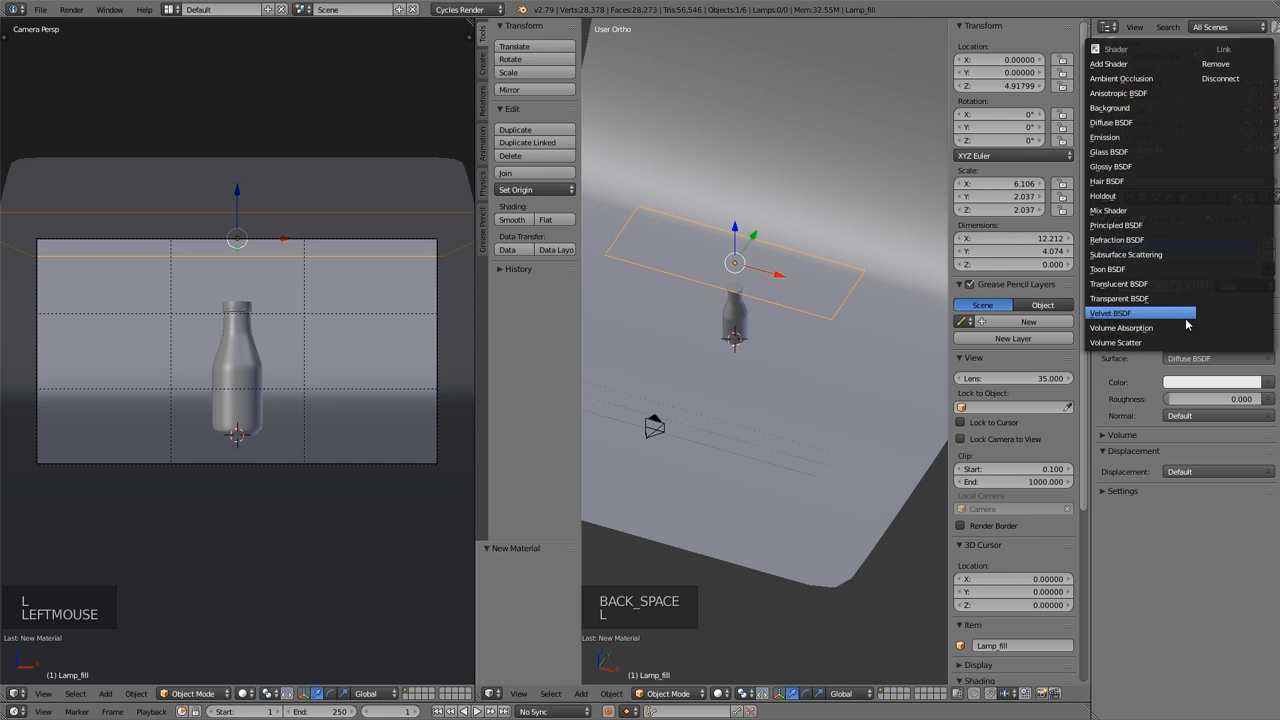 File Render Window Help Default Scene Cycles Render v2.79 | Verts:28,378 | Faces:28,273 | Tris:56,546 | Objects:1/6 | Lamps:0/0 | Mem:32.55M | Lamp_fill
Camera Persp
Tools
Create
Relations
Animation
Physics
Grease Pencil
Transform
Translate
Rotate
Scale
Mirror
Edit
Duplicate
Duplicate Linked
Delete
Join
Set Origin
Shading:
Smooth Flat
Data Transfer:
Data Data Layo
History
New Material
User Ortho
Transform
Location:
X: 0.00000
Y: 0.00000
Z: 4.91799
Rotation:
X: 0°
Y: 0°
Z: 0°
XYZ Euler
Scale:
X: 6.106
Y: 2.037
Z: 2.037
Dimensions:
X: 12.212
Y: 4.074
Z: 0.000
Grease Pencil Layers
Scene Object
New
New Layer
View
Lens: 35.000
Lock to Object:
Lock to Cursor
Lock Camera to View
Clip:
Start: 0.100
End: 1000.000
Local Camera:
Camera
Render Border
3D Cursor
Location:
X: 0.00000
Y: 0.00000
Z: 0.00000
Item
Lamp_fill
Display
Shading
View Search All Scenes
Shader Link
Add Shader Remove
Ambient Occlusion Disconnect
Anisotropic BSDF
Background
Diffuse BSDF
Emission
Glass BSDF
Glossy BSDF
Hair BSDF
Holdout
Mix Shader
Principled BSDF
Refraction BSDF
Subsurface Scattering
Toon BSDF
Translucent BSDF
Transparent BSDF
Velvet BSDF
Volume Absorption
Volume Scatter
Surface: Diffuse BSDF
Color:
Roughness: 0.000
Normal: Default
Volume
Displacement
Displacement: Default
Settings
L
LEFTMOUSE
Last: New Material
(1) Lamp_fill
BACK_SPACE
L
Last: New Material
(1) Lamp_fill
View Select Add Object Object Mode Global
View Select Add Object Object Mode Global
View Marker Frame Playback Start: 1 End: 250 1 No Sync